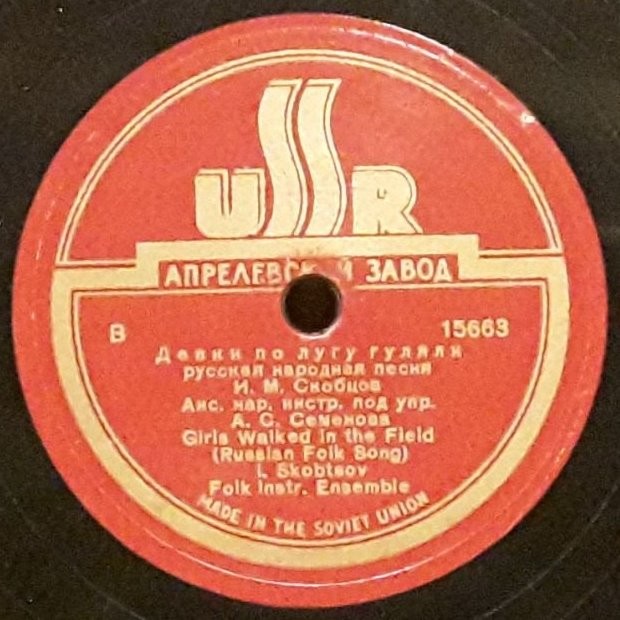 USSR
АПРЕЛЕВСКИЙ ЗАВОД
В 15663
Девки по лугу гуляли
русская народная песня
И. М. Скобцов
Анс. нар. инстр. под упр.
А. С. Семенова
Girls Walked in the Field
(Russian Folk Song)
I. Skobtsov
Folk Instr. Ensemble
MADE IN THE SOVIET UNION